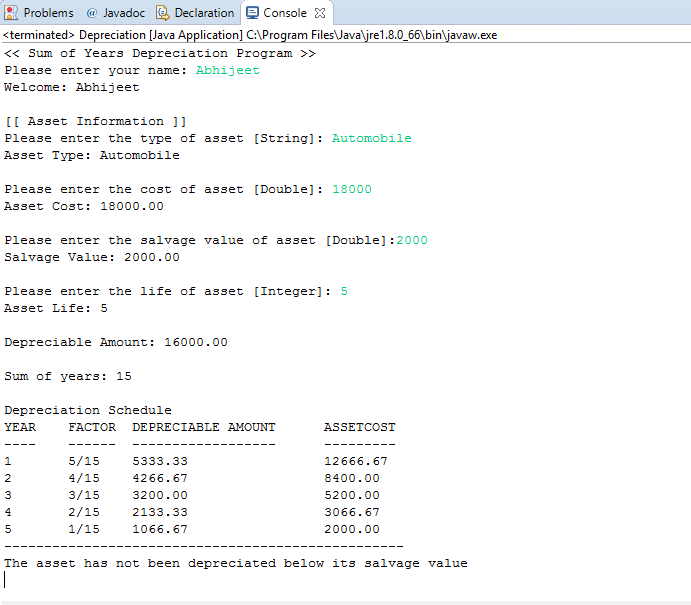 Problems @ Javadoc Declaration Console
<terminated> Depreciation [Java Application] C:\Program Files\Java\jre1.8.0_66\bin\javaw.exe
<< Sum of Years Depreciation Program >>
Please enter your name: Abhijeet
Welcome: Abhijeet

[[ Asset Information ]]
Please enter the type of asset [String]: Automobile
Asset Type: Automobile

Please enter the cost of asset [Double]: 18000
Asset Cost: 18000.00

Please enter the salvage value of asset [Double]:2000
Salvage Value: 2000.00

Please enter the life of asset [Integer]: 5
Asset Life: 5

Depreciable Amount: 16000.00

Sum of years: 15

Depreciation Schedule
YEAR    FACTOR  DEPRECIABLE AMOUNT      ASSETCOST
----    ------  ------------------      ---------
1       5/15    5333.33                 12666.67
2       4/15    4266.67                 8400.00
3       3/15    3200.00                 5200.00
4       2/15    2133.33                 3066.67
5       1/15    1066.67                 2000.00
--------------------------------------------------
The asset has not been depreciated below its salvage value